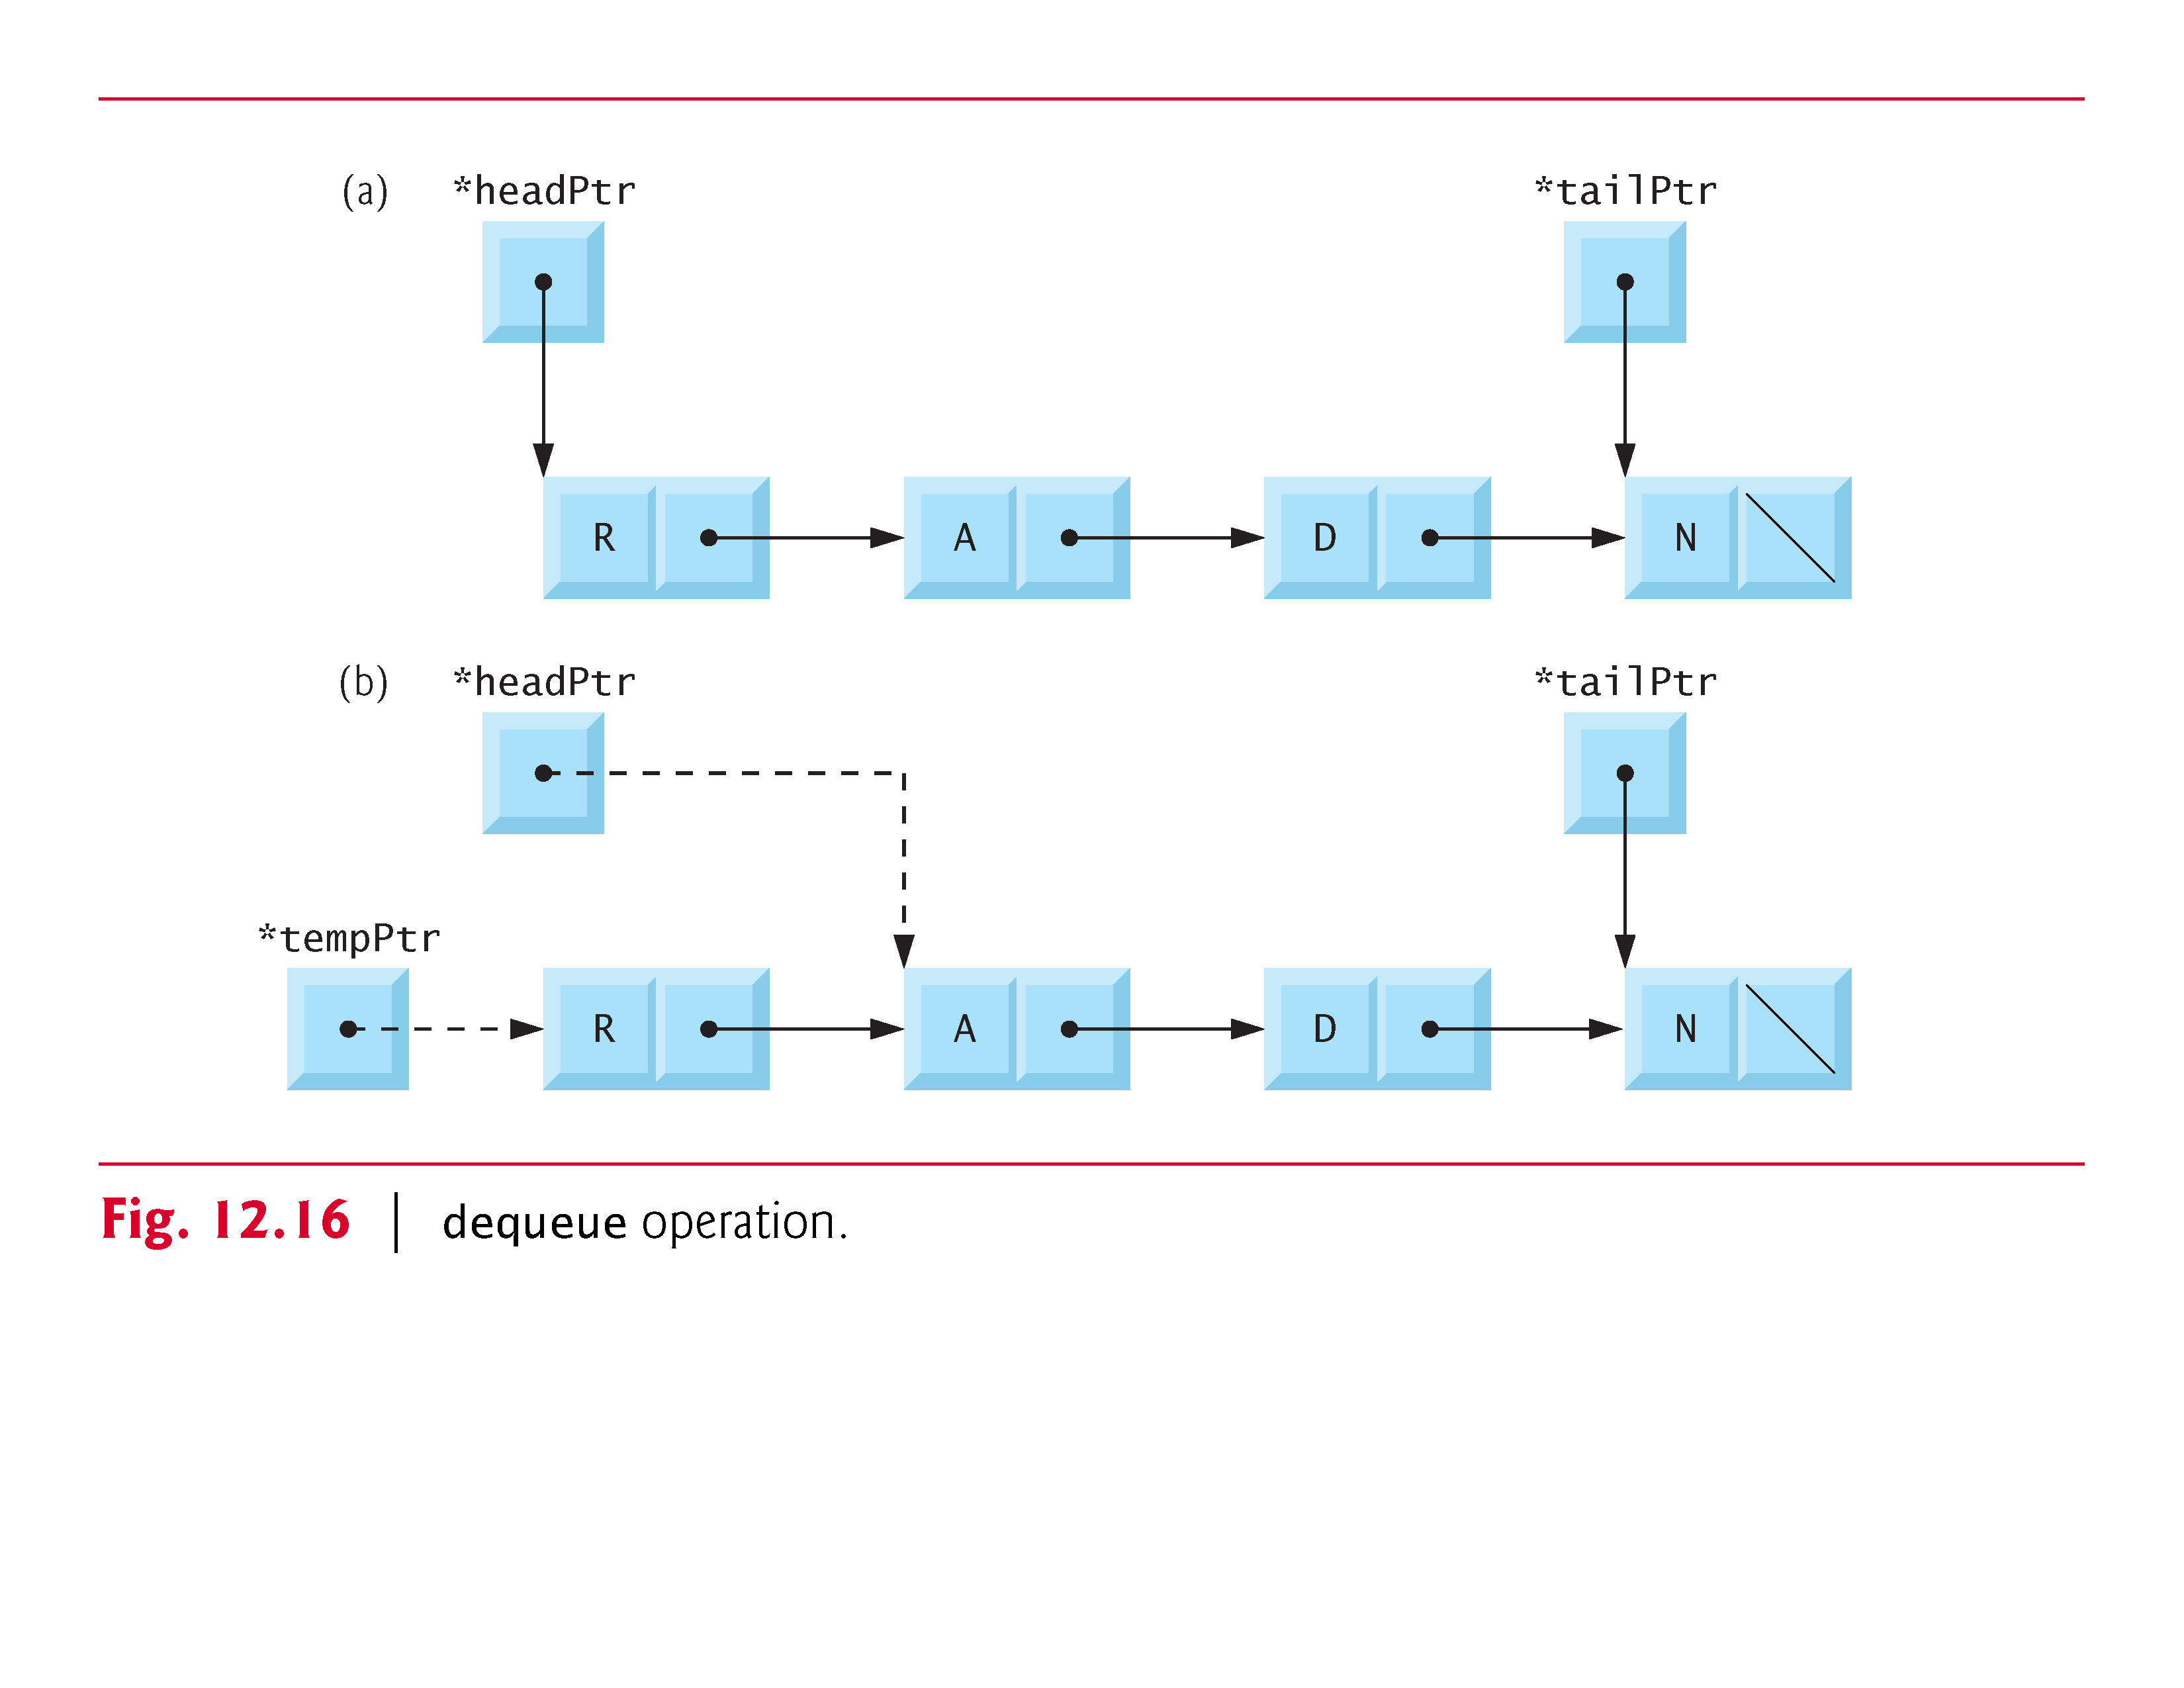 (a) *headPtr *tailPtr
R A D N
(b) *headPtr *tailPtr
*tempPtr
R A D N
Fig. 12.16 | dequeue operation.